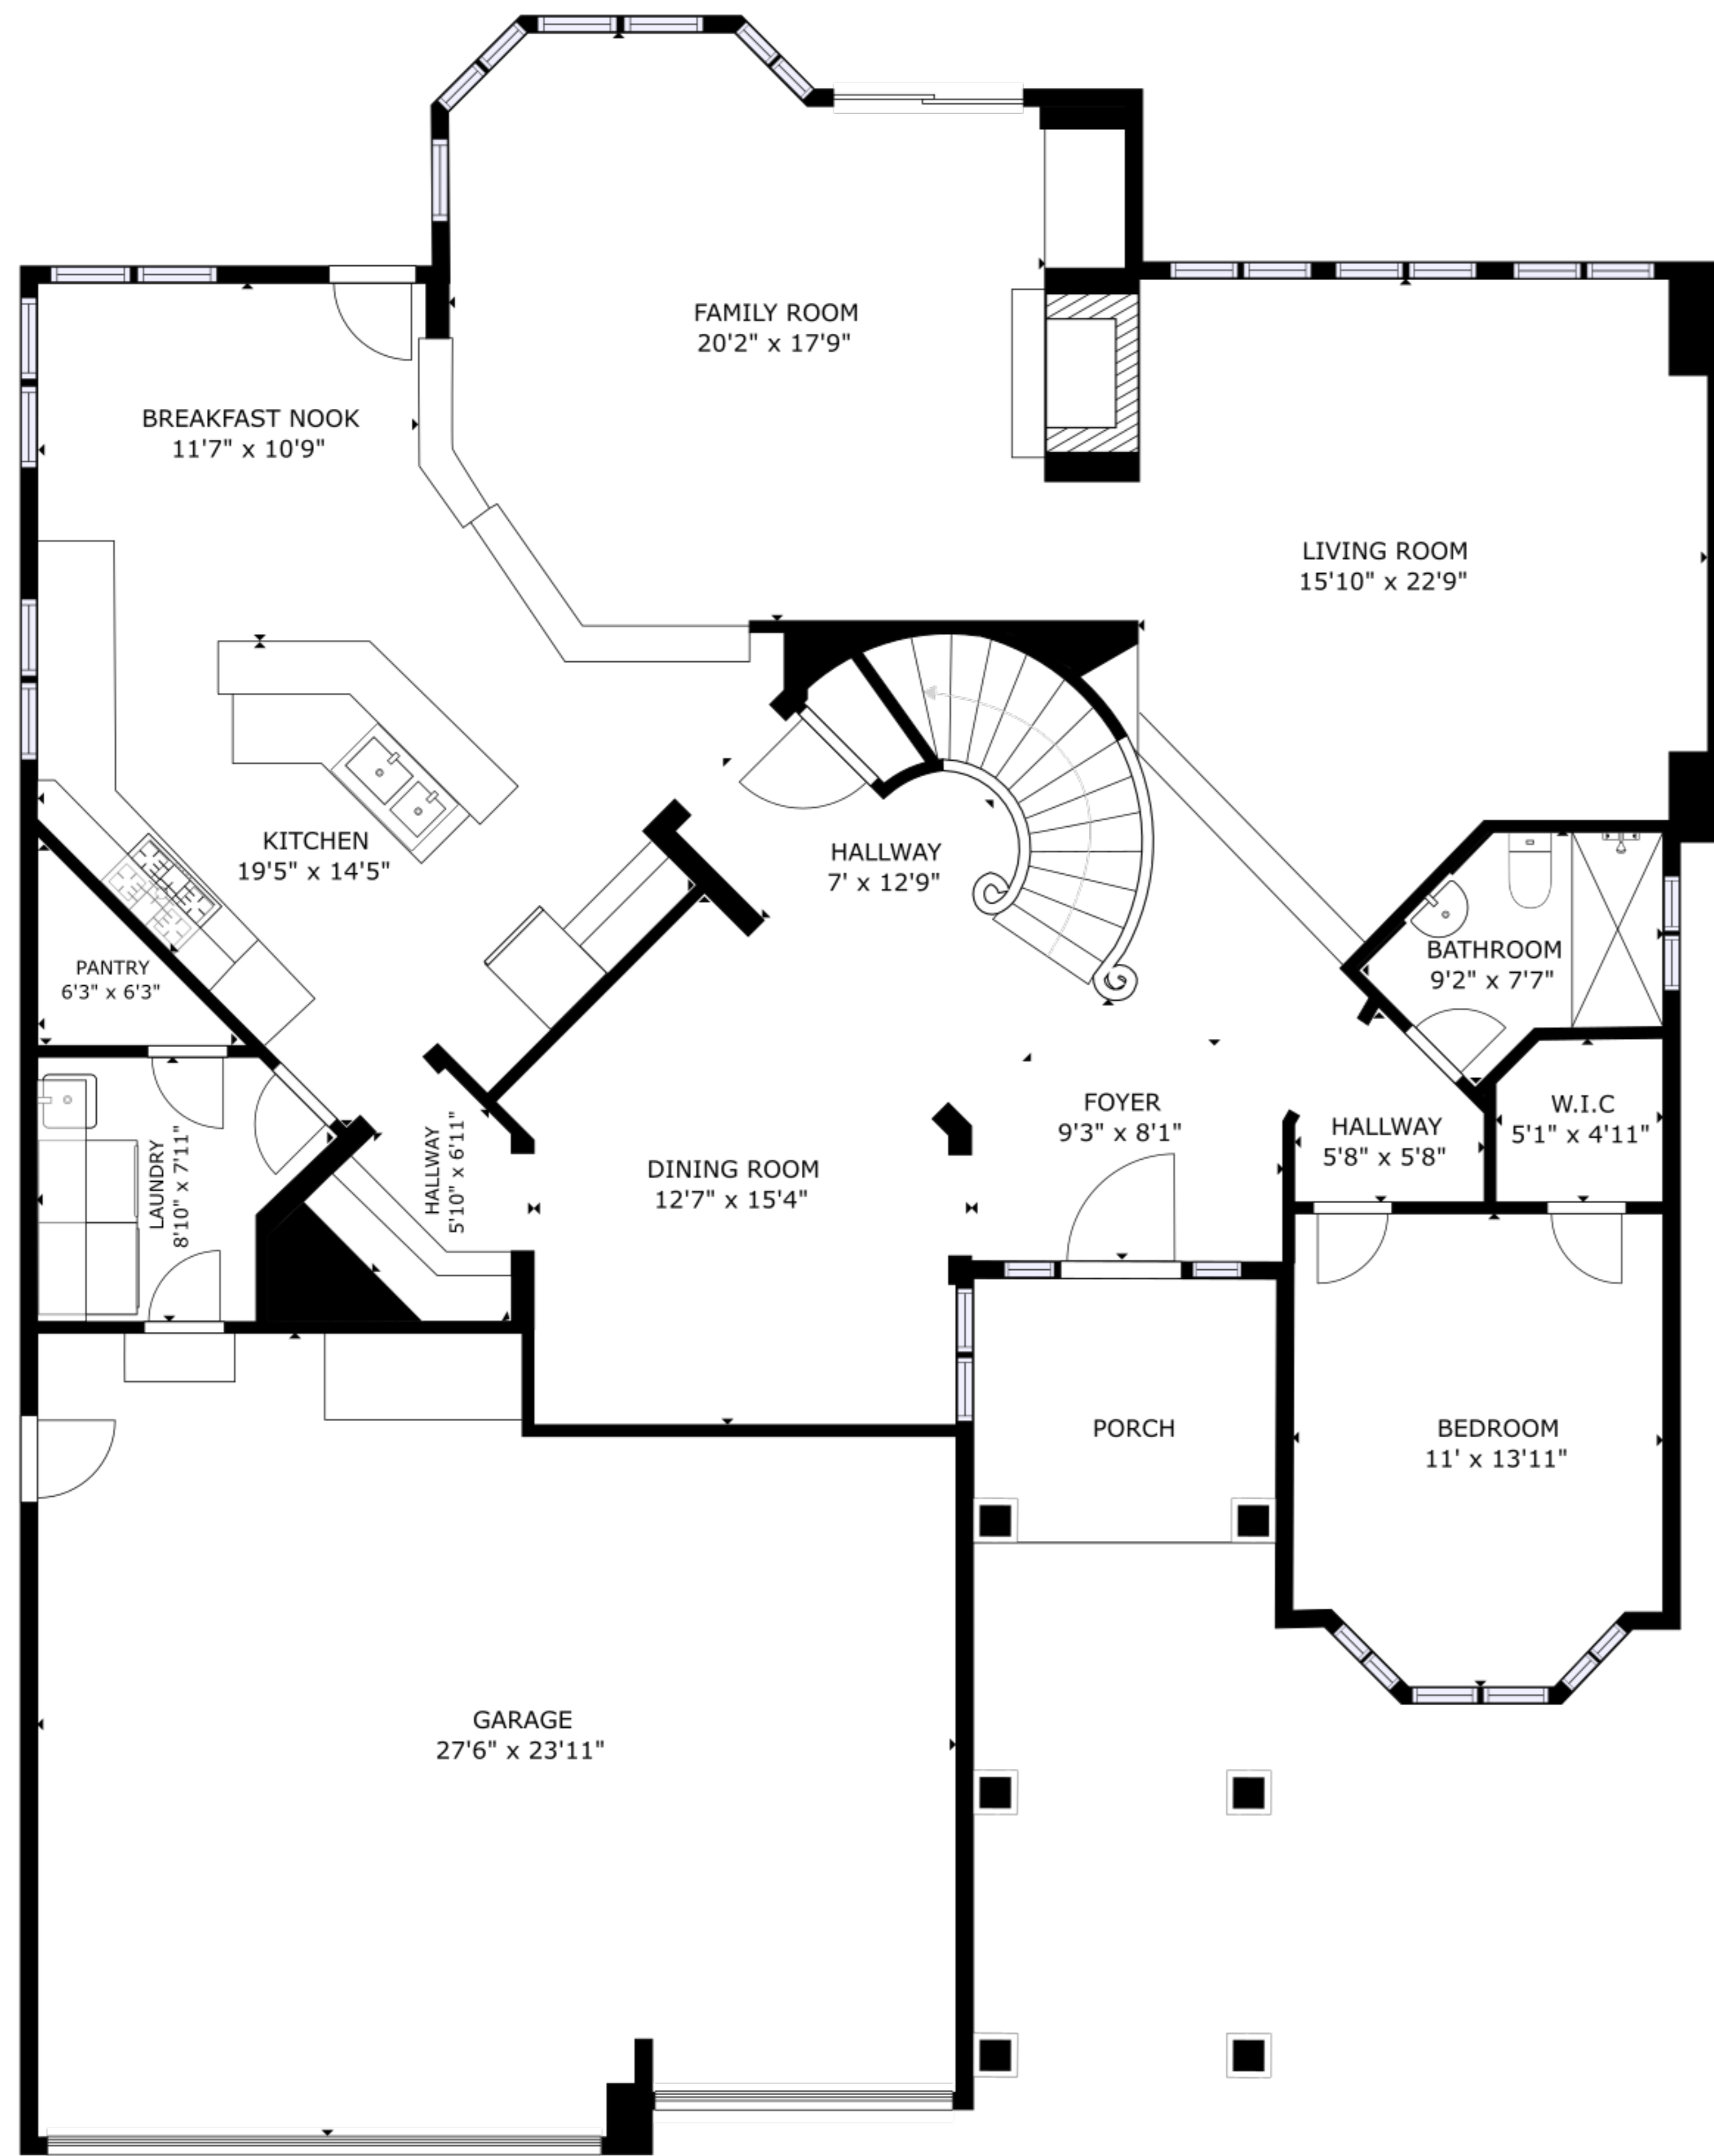 FAMILY ROOM
20'2" x 17'9"
BREAKFAST NOOK
11'7" x 10'9"
LIVING ROOM
15'10" x 22'9"
KITCHEN
19'5" x 14'5"
HALLWAY
7' x 12'9"
BATHROOM
9'2" x 7'7"
PANTRY
6'3" x 6'3"
FOYER
9'3" x 8'1"
W.I.C
5'1" x 4'11"
HALLWAY
5'8" x 5'8"
LAUNDRY
8'10" x 7'11"
HALLWAY
5'10" x 6'11"
DINING ROOM
12'7" x 15'4"
PORCH
BEDROOM
11' x 13'11"
GARAGE
27'6" x 23'11"